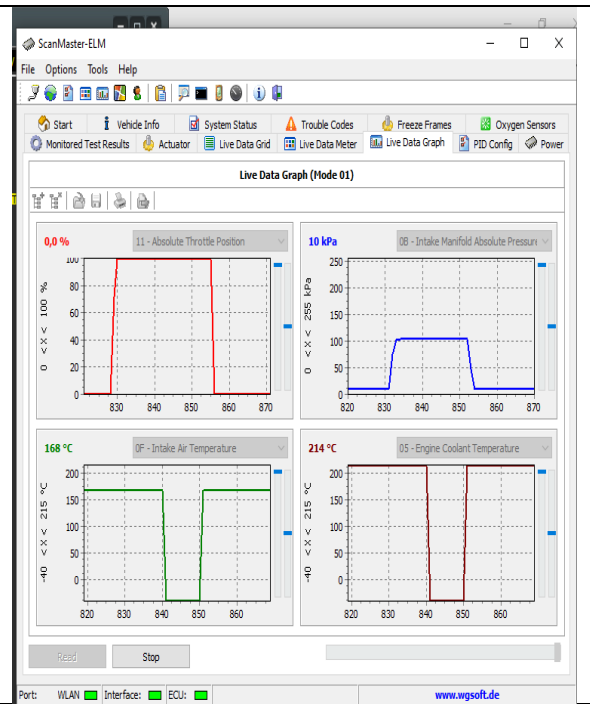 ScanMaster-ELM
File Options Tools Help
Start Vehicle Info System Status Trouble Codes Freeze Frames Oxygen Sensors
Monitored Test Results Actuator Live Data Grid Live Data Meter Live Data Graph PID Config Power
Live Data Graph (Mode 01)
0,0 % 11 - Absolute Throttle Position
100
80
60
40
20
0
0 < X < 100 %
830 840 850 860 870
10 kPa 0B - Intake Manifold Absolute Pressure
250
200
150
100
50
0
0 < X < 255 kPa
820 830 840 850 860 870
168 °C 0F - Intake Air Temperature
200
150
100
50
0
-40 < X < 215 °C
820 830 840 850 860
214 °C 05 - Engine Coolant Temperature
200
150
100
50
0
-40 < X < 215 °C
820 830 840 850 860
Read Stop
Port: WLAN Interface: ECU: www.wgsoft.de